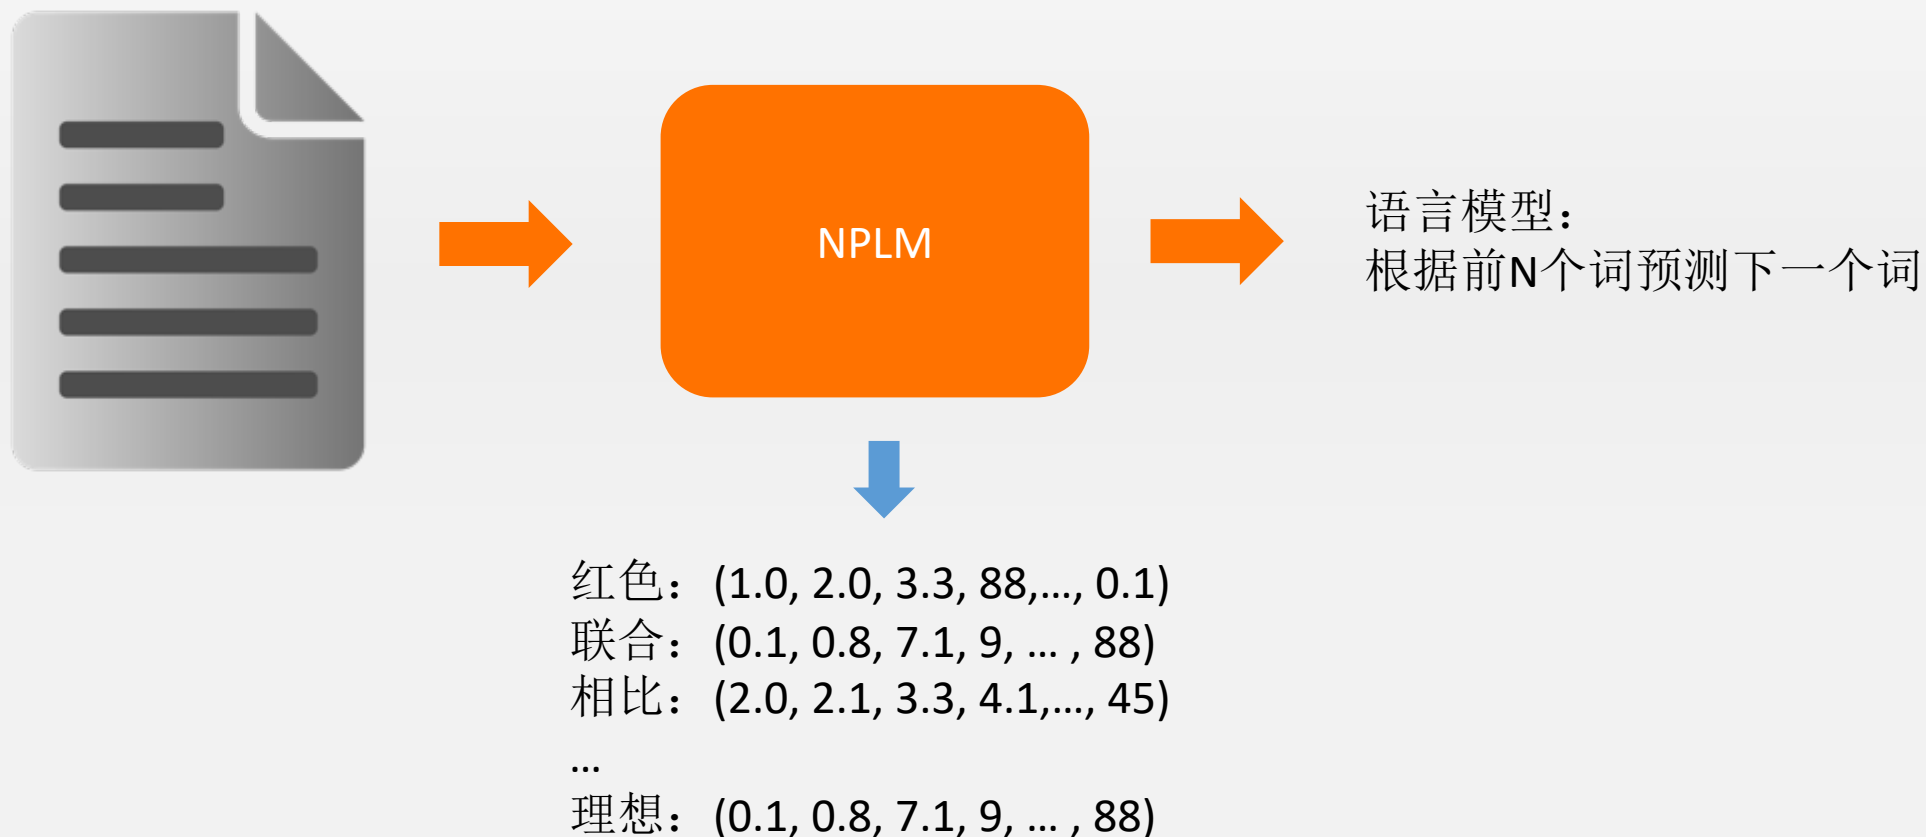 NPLM
语言模型：
根据前N个词预测下一个词
红色：(1.0, 2.0, 3.3, 88,…, 0.1)
联合：(0.1, 0.8, 7.1, 9, … , 88)
相比：(2.0, 2.1, 3.3, 4.1,…, 45)
…
理想：(0.1, 0.8, 7.1, 9, … , 88)